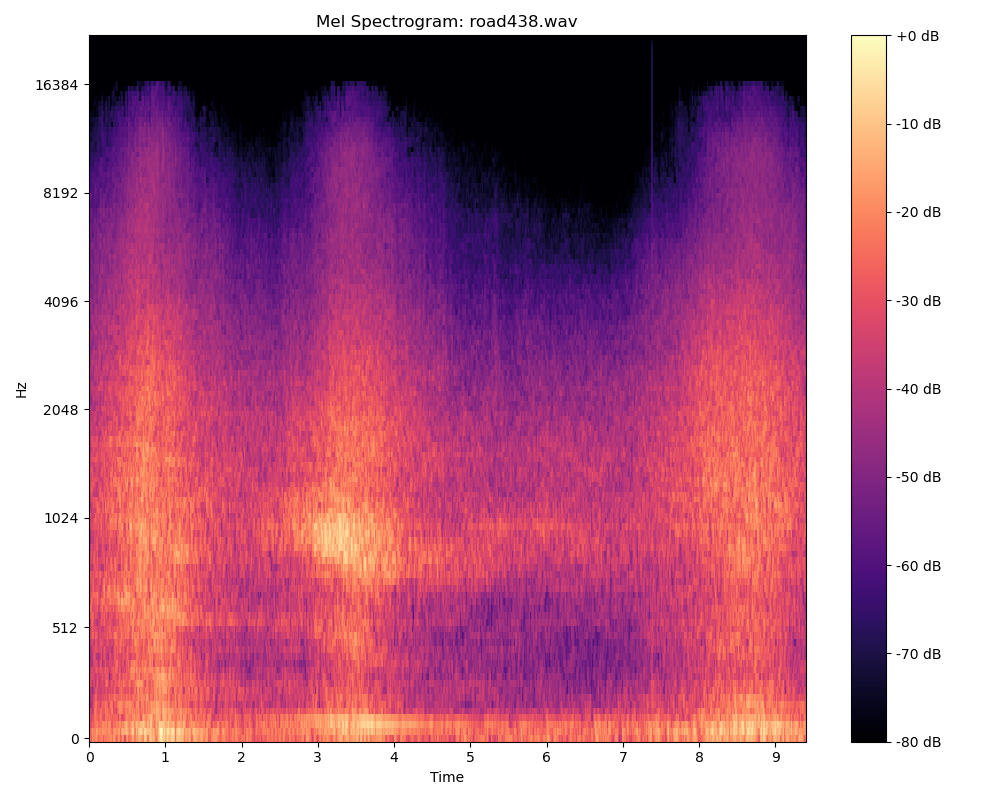 Mel Spectrogram: road438.wav
Hz
16384
8192
4096
2048
1024
512
0
0 1 2 3 4 5 6 7 8 9
Time
+0 dB
-10 dB
-20 dB
-30 dB
-40 dB
-50 dB
-60 dB
-70 dB
-80 dB